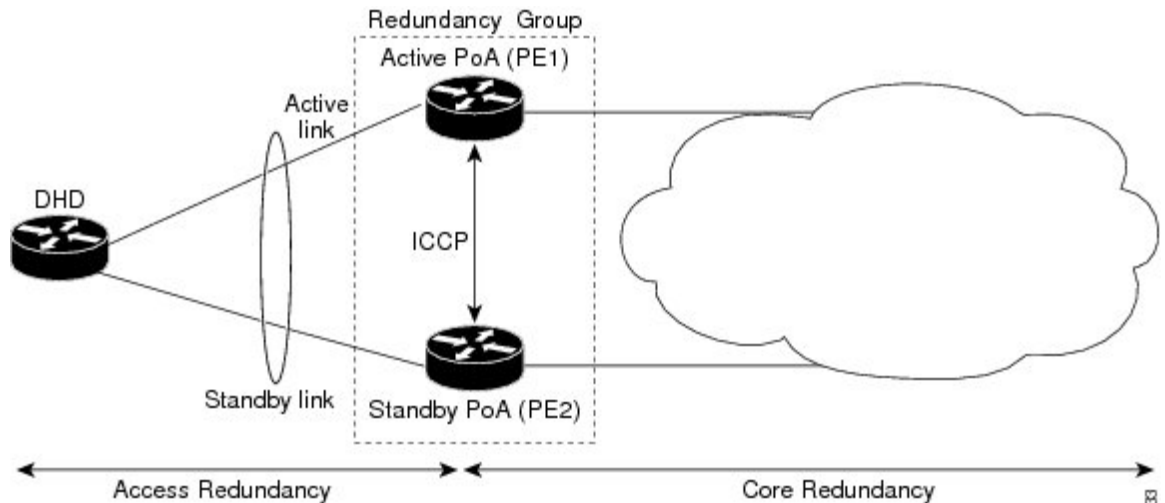 Redundancy Group
Active PoA (PE1)
Active
link
DHD
ICCP
Standby link
Standby PoA (PE2)
Access Redundancy
Core Redundancy